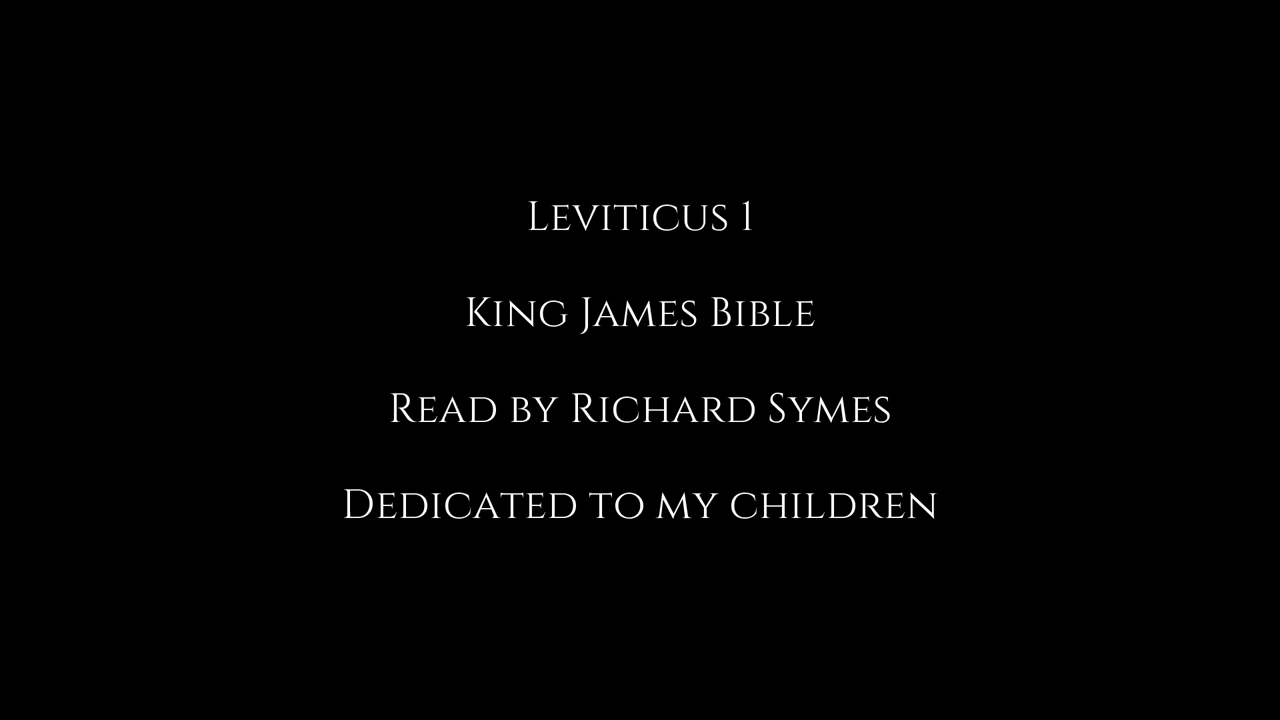 Leviticus 1
King James Bible
Read by Richard Symes
Dedicated to my children